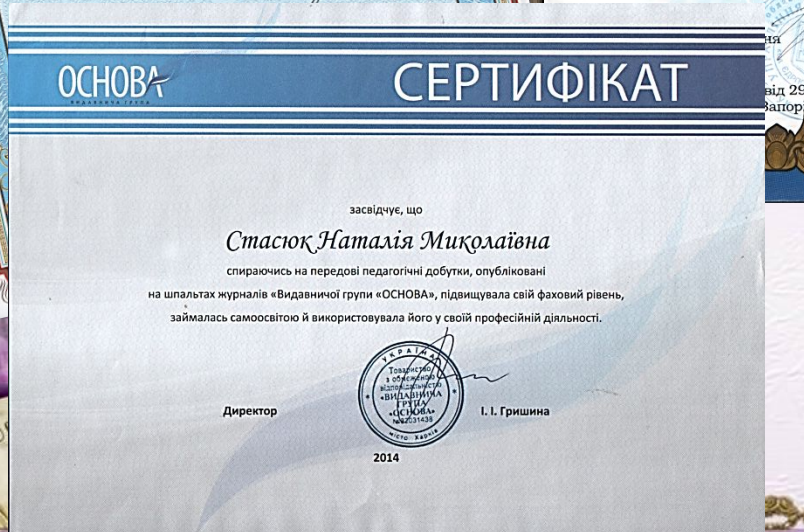 ОСНОВА
ВИДАВНИЧА ГРУПА
СЕРТИФІКАТ
засвідчує, що
Стасюк Наталія Миколаївна
спираючись на передові педагогічні добутки, опубліковані
на шпальтах журналів «Видавничої групи «ОСНОВА», підвищувала свій фаховий рівень,
займалась самоосвітою й використовувала його у своїй професійній діяльності.
УКРАЇНА
Товариство
з обмеженою
відповідальністю
«ВИДАВНИЧА
ГРУПА
«ОСНОВА»
місто Харків
Директор
І. І. Гришина
2014
від 29